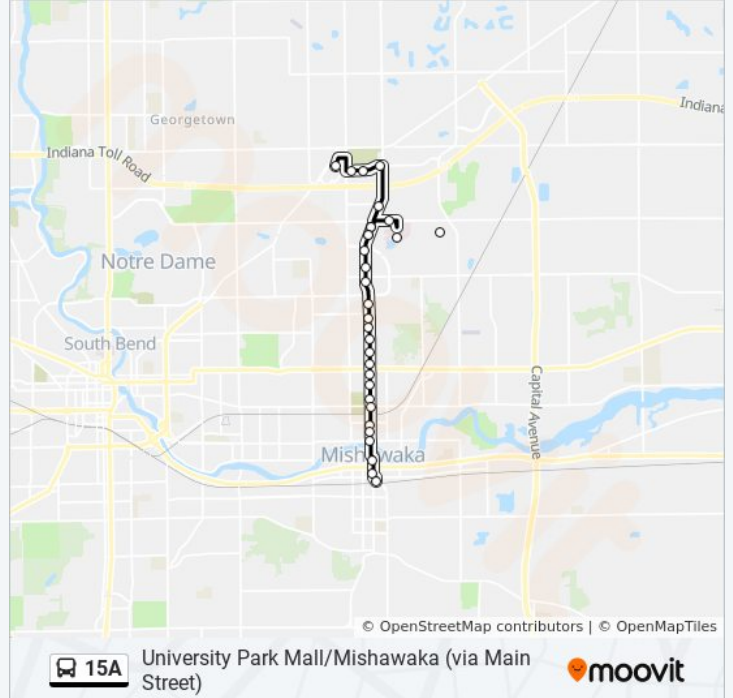 Georgetown
Indiana
Indiana Toll Road
Notre Dame
South Bend
Capital Avenue
Mishawaka
© OpenStreetMap contributors | © OpenMapTiles
15A
University Park Mall/Mishawaka (via Main
Street)
moovit